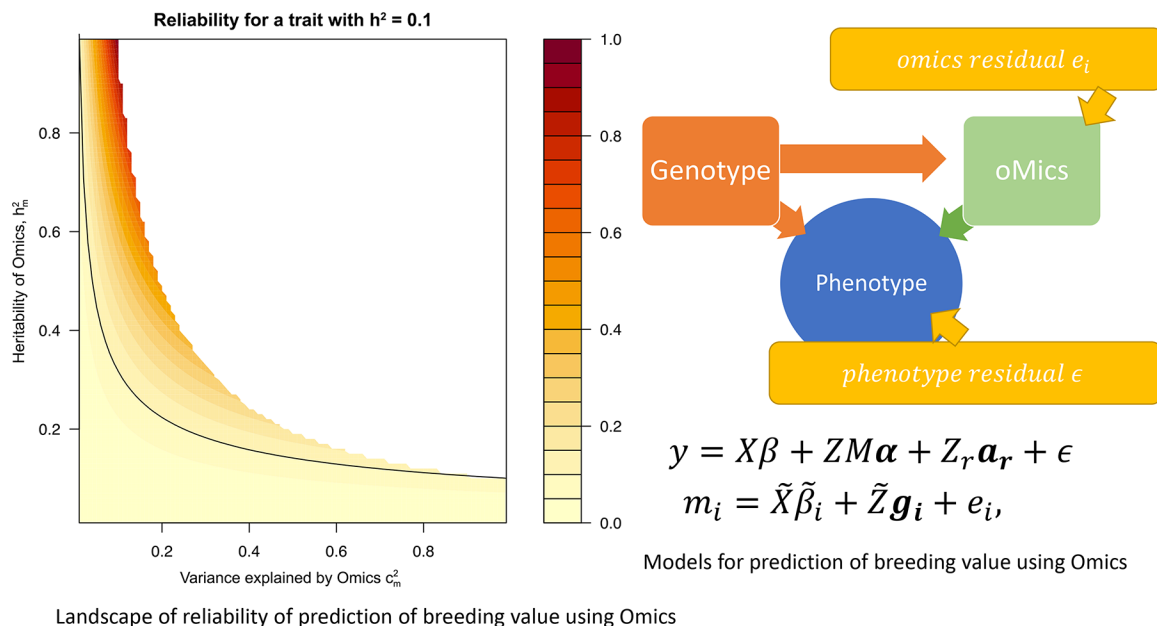 Reliability for a trait with h² = 0.1
Heritability of Omics, h²ₘ
0.8
0.6
0.4
0.2
0.2
0.4
0.6
0.8
Variance explained by Omics c²ₘ
1.0
0.8
0.6
0.4
0.2
0.0
Landscape of reliability of prediction of breeding value using Omics
omics residual eᵢ
Genotype
oMics
Phenotype
phenotype residual ϵ
y = Xβ + ZMα + Zᵣaᵣ + ϵ
mᵢ = X̃β̃ᵢ + Z̃gᵢ + eᵢ,
Models for prediction of breeding value using Omics